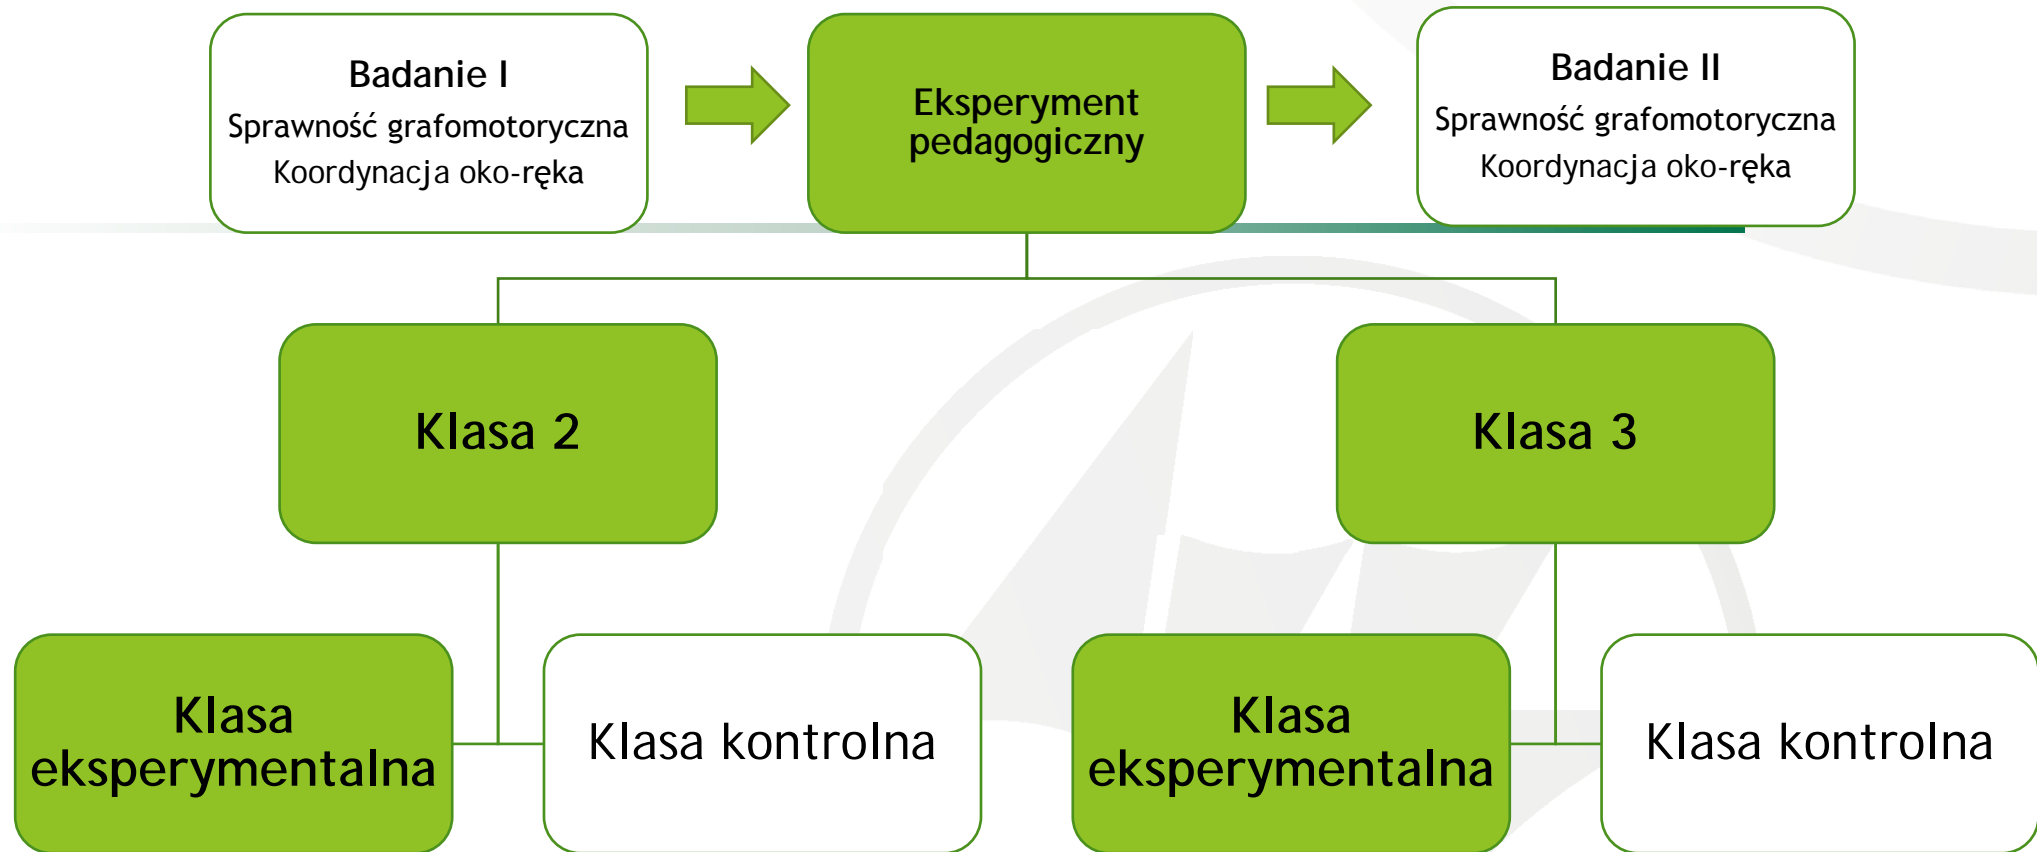 Badanie I
Sprawność grafomotoryczna
Koordynacja oko-ręka
Eksperyment
pedagogiczny
Badanie II
Sprawność grafomotoryczna
Koordynacja oko-ręka
Klasa 2
Klasa 3
Klasa
eksperymentalna
Klasa kontrolna
Klasa
eksperymentalna
Klasa kontrolna